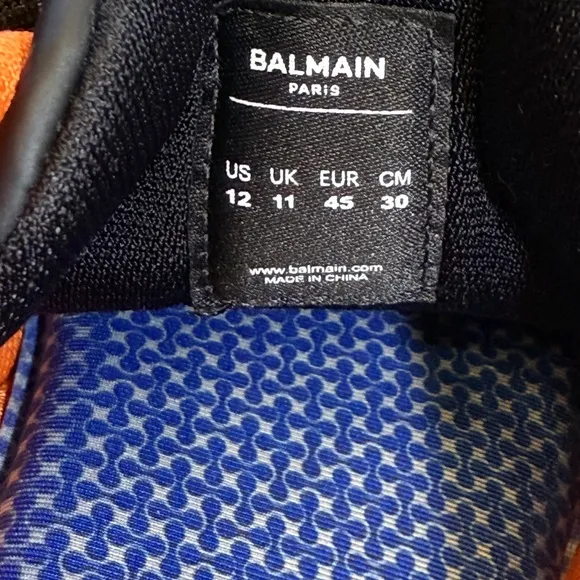 BALMAIN
PARIS
US UK EUR CM
12 11 45 30
www.balmain.com
MADE IN CHINA